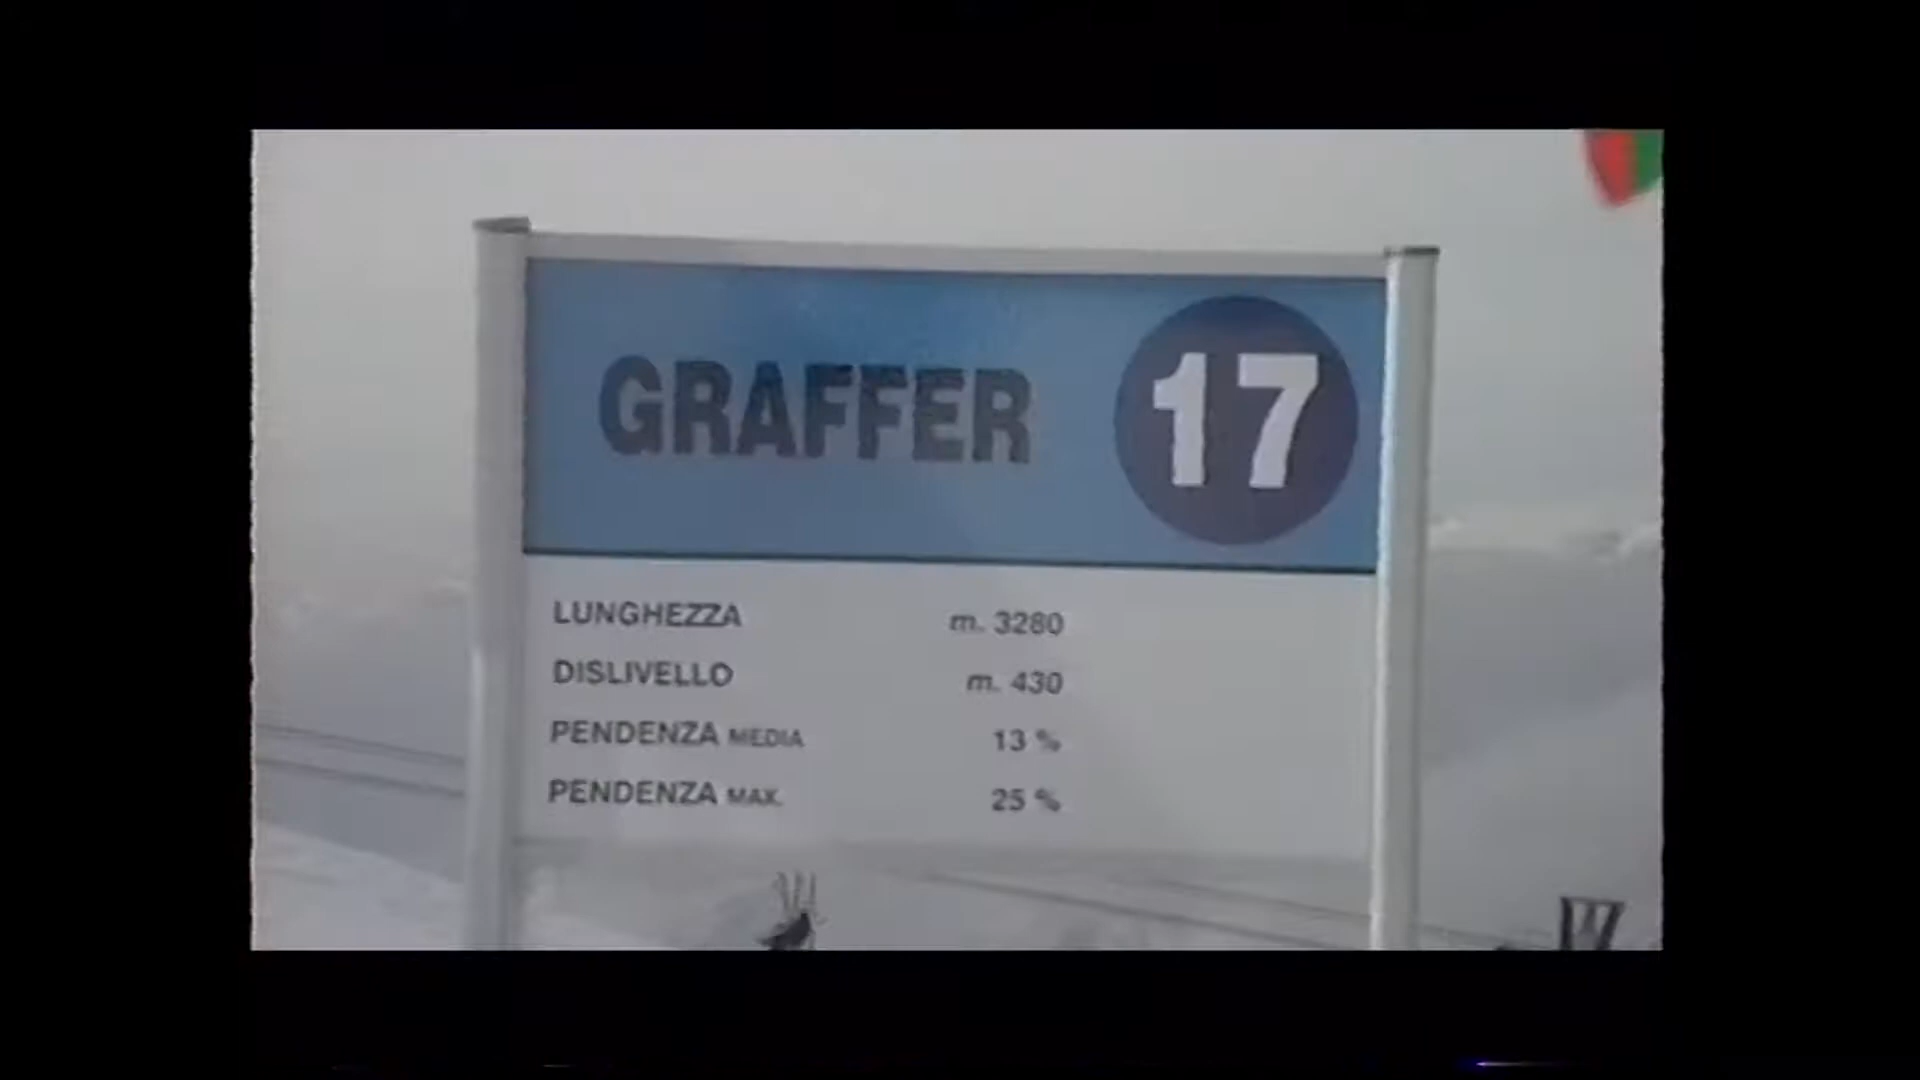 GRAFFER 17
LUNGHEZZA m. 3280
DISLIVELLO m. 430
PENDENZA MEDIA 13 %
PENDENZA MAX. 25 %